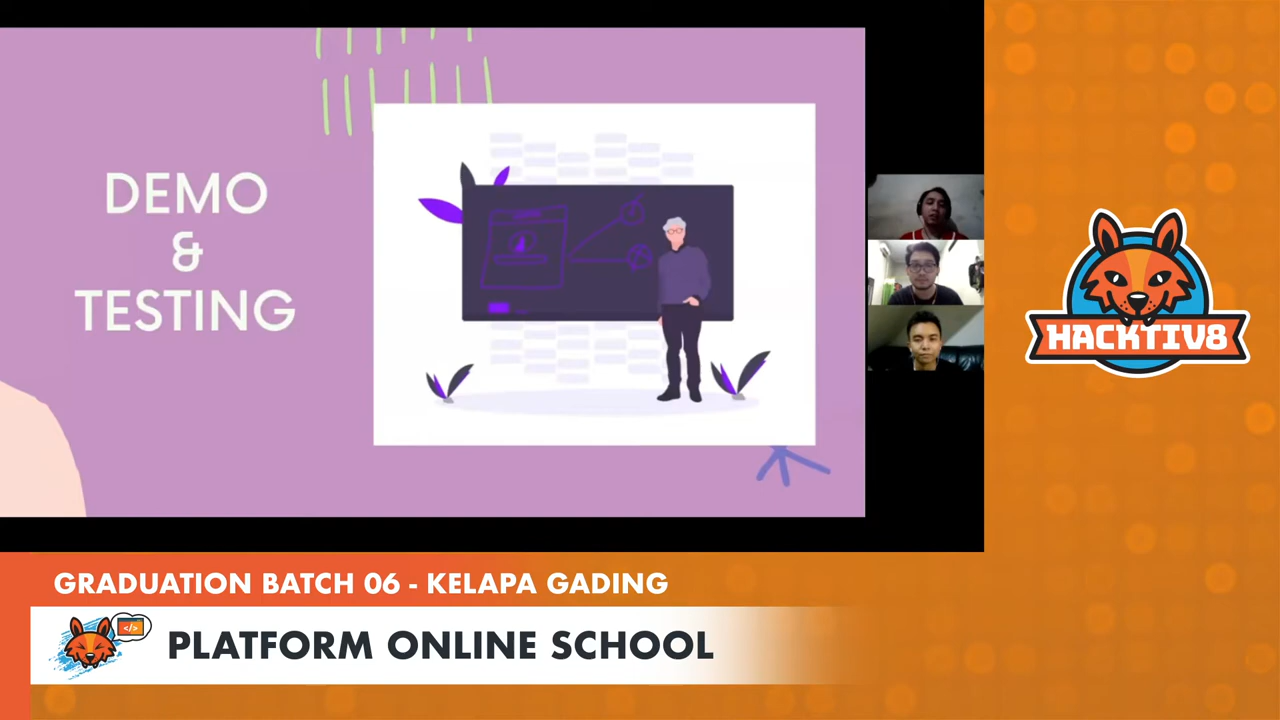 DEMO
&
TESTING
HACKTIV8
GRADUATION BATCH 06 - KELAPA GADING
</>
PLATFORM ONLINE SCHOOL